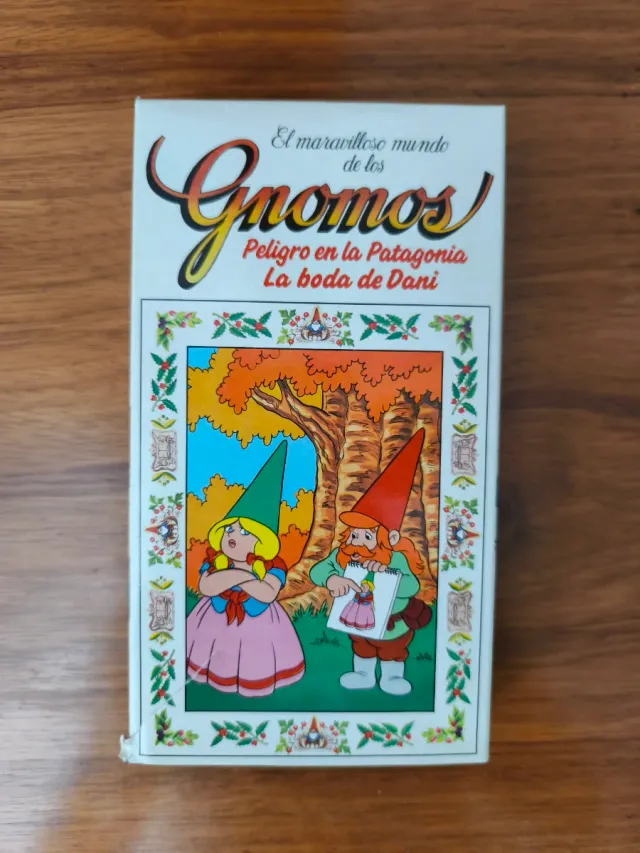 El maravilloso mundo
de los
Gnomos
Peligro en la Patagonia
La boda de Dani